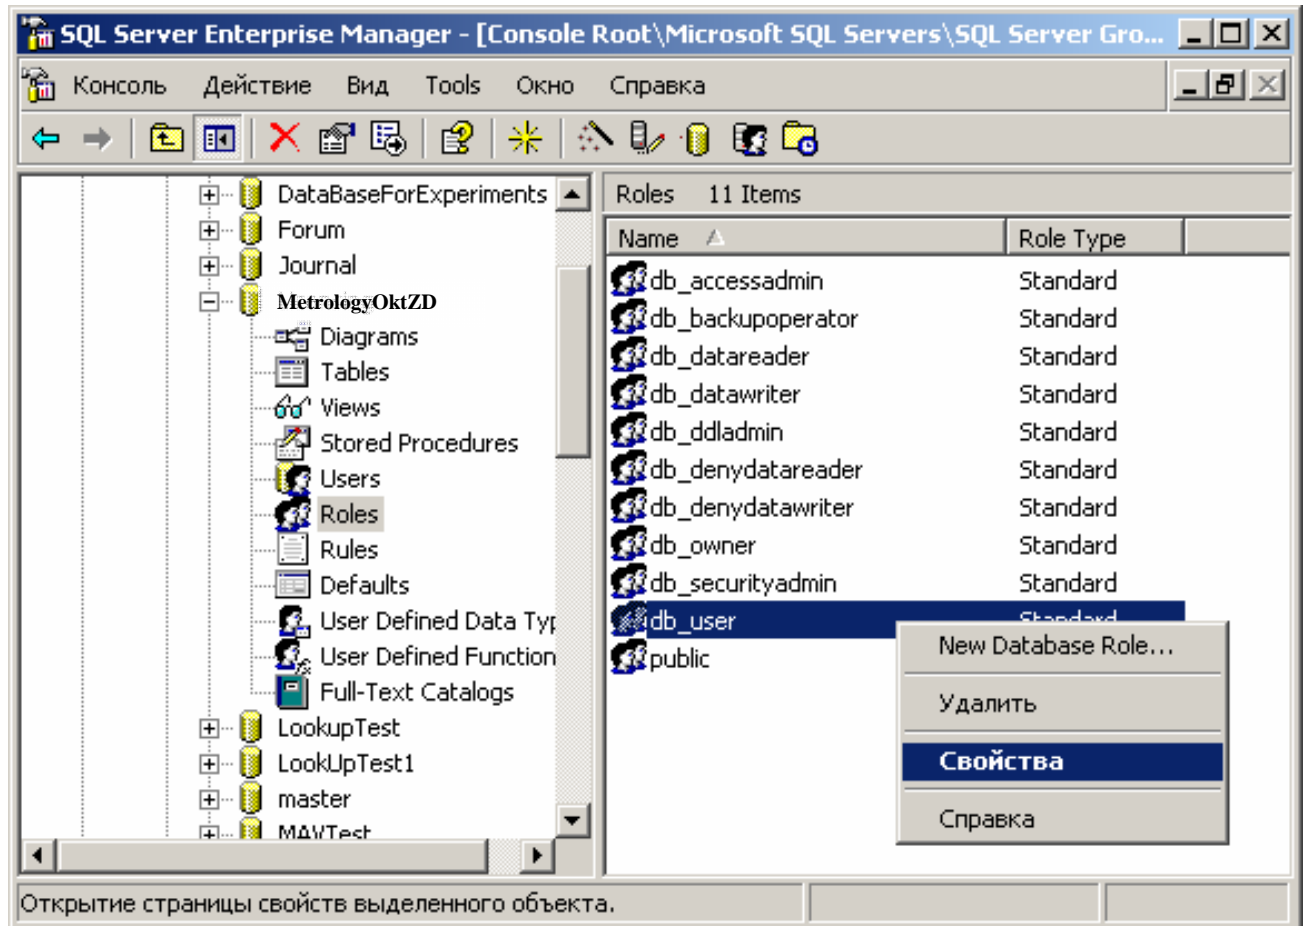 SQL Server Enterprise Manager - [Console Root\Microsoft SQL Servers\SQL Server Gro...
Консоль Действие Вид Tools Окно Справка
DataBaseForExperiments
Forum
Journal
MetrologyOktZD
Diagrams
Tables
Views
Stored Procedures
Users
Roles
Rules
Defaults
User Defined Data Typ
User Defined Function
Full-Text Catalogs
LookupTest
LookUpTest1
master
MAVTest
Roles 11 Items
Name Role Type
db_accessadmin Standard
db_backupoperator Standard
db_datareader Standard
db_datawriter Standard
db_ddladmin Standard
db_denydatareader Standard
db_denydatawriter Standard
db_owner Standard
db_securityadmin Standard
db_user Standard
public
New Database Role...
Удалить
Свойства
Справка
Открытие страницы свойств выделенного объекта.